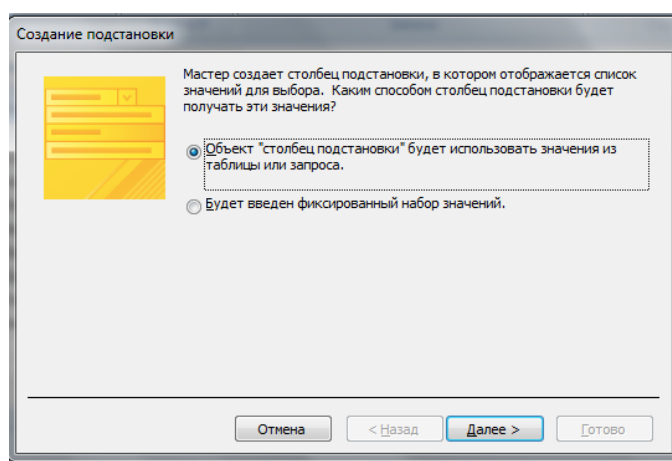 Создание подстановки
Мастер создает столбец подстановки, в котором отображается список
значений для выбора. Каким способом столбец подстановки будет
получать эти значения?
Объект "столбец подстановки" будет использовать значения из
таблицы или запроса.
Будет введен фиксированный набор значений.
Отмена
< Назад
Далее >
Готово